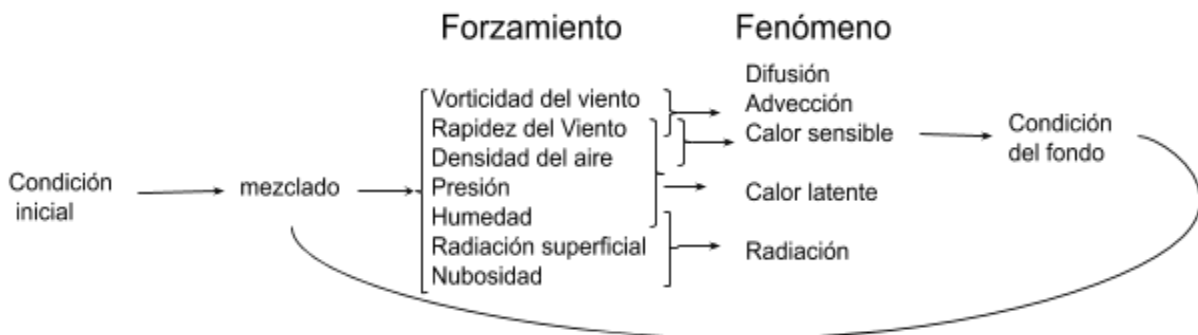 Forzamiento
Fenómeno
Condición
inicial
mezclado
Vorticidad del viento
Rapidez del Viento
Densidad del aire
Presión
Humedad
Radiación superficial
Nubosidad
Difusión
Advección
Calor sensible
Calor latente
Radiación
Condición
del fondo